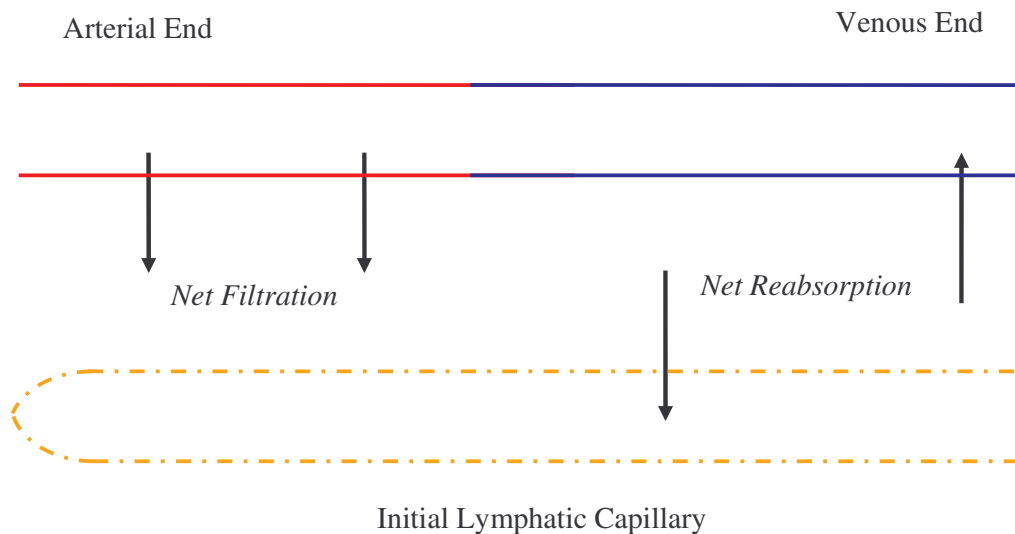 Arterial End
Venous End
Net Filtration
Net Reabsorption
Initial Lymphatic Capillary